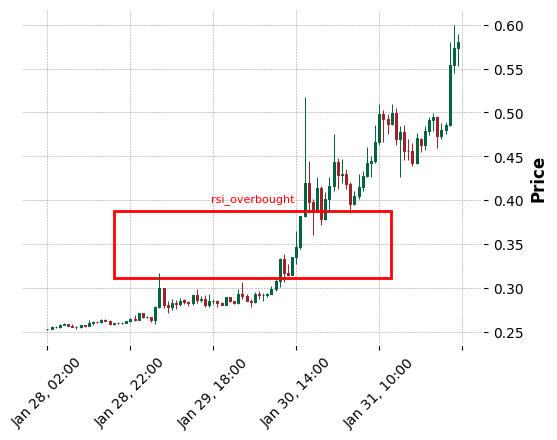 0.60
0.55
0.50
0.45
0.40
0.35
0.30
0.25
Price
rsi_overbought
Jan 28, 02:00
Jan 28, 22:00
Jan 29, 18:00
Jan 30, 14:00
Jan 31, 10:00